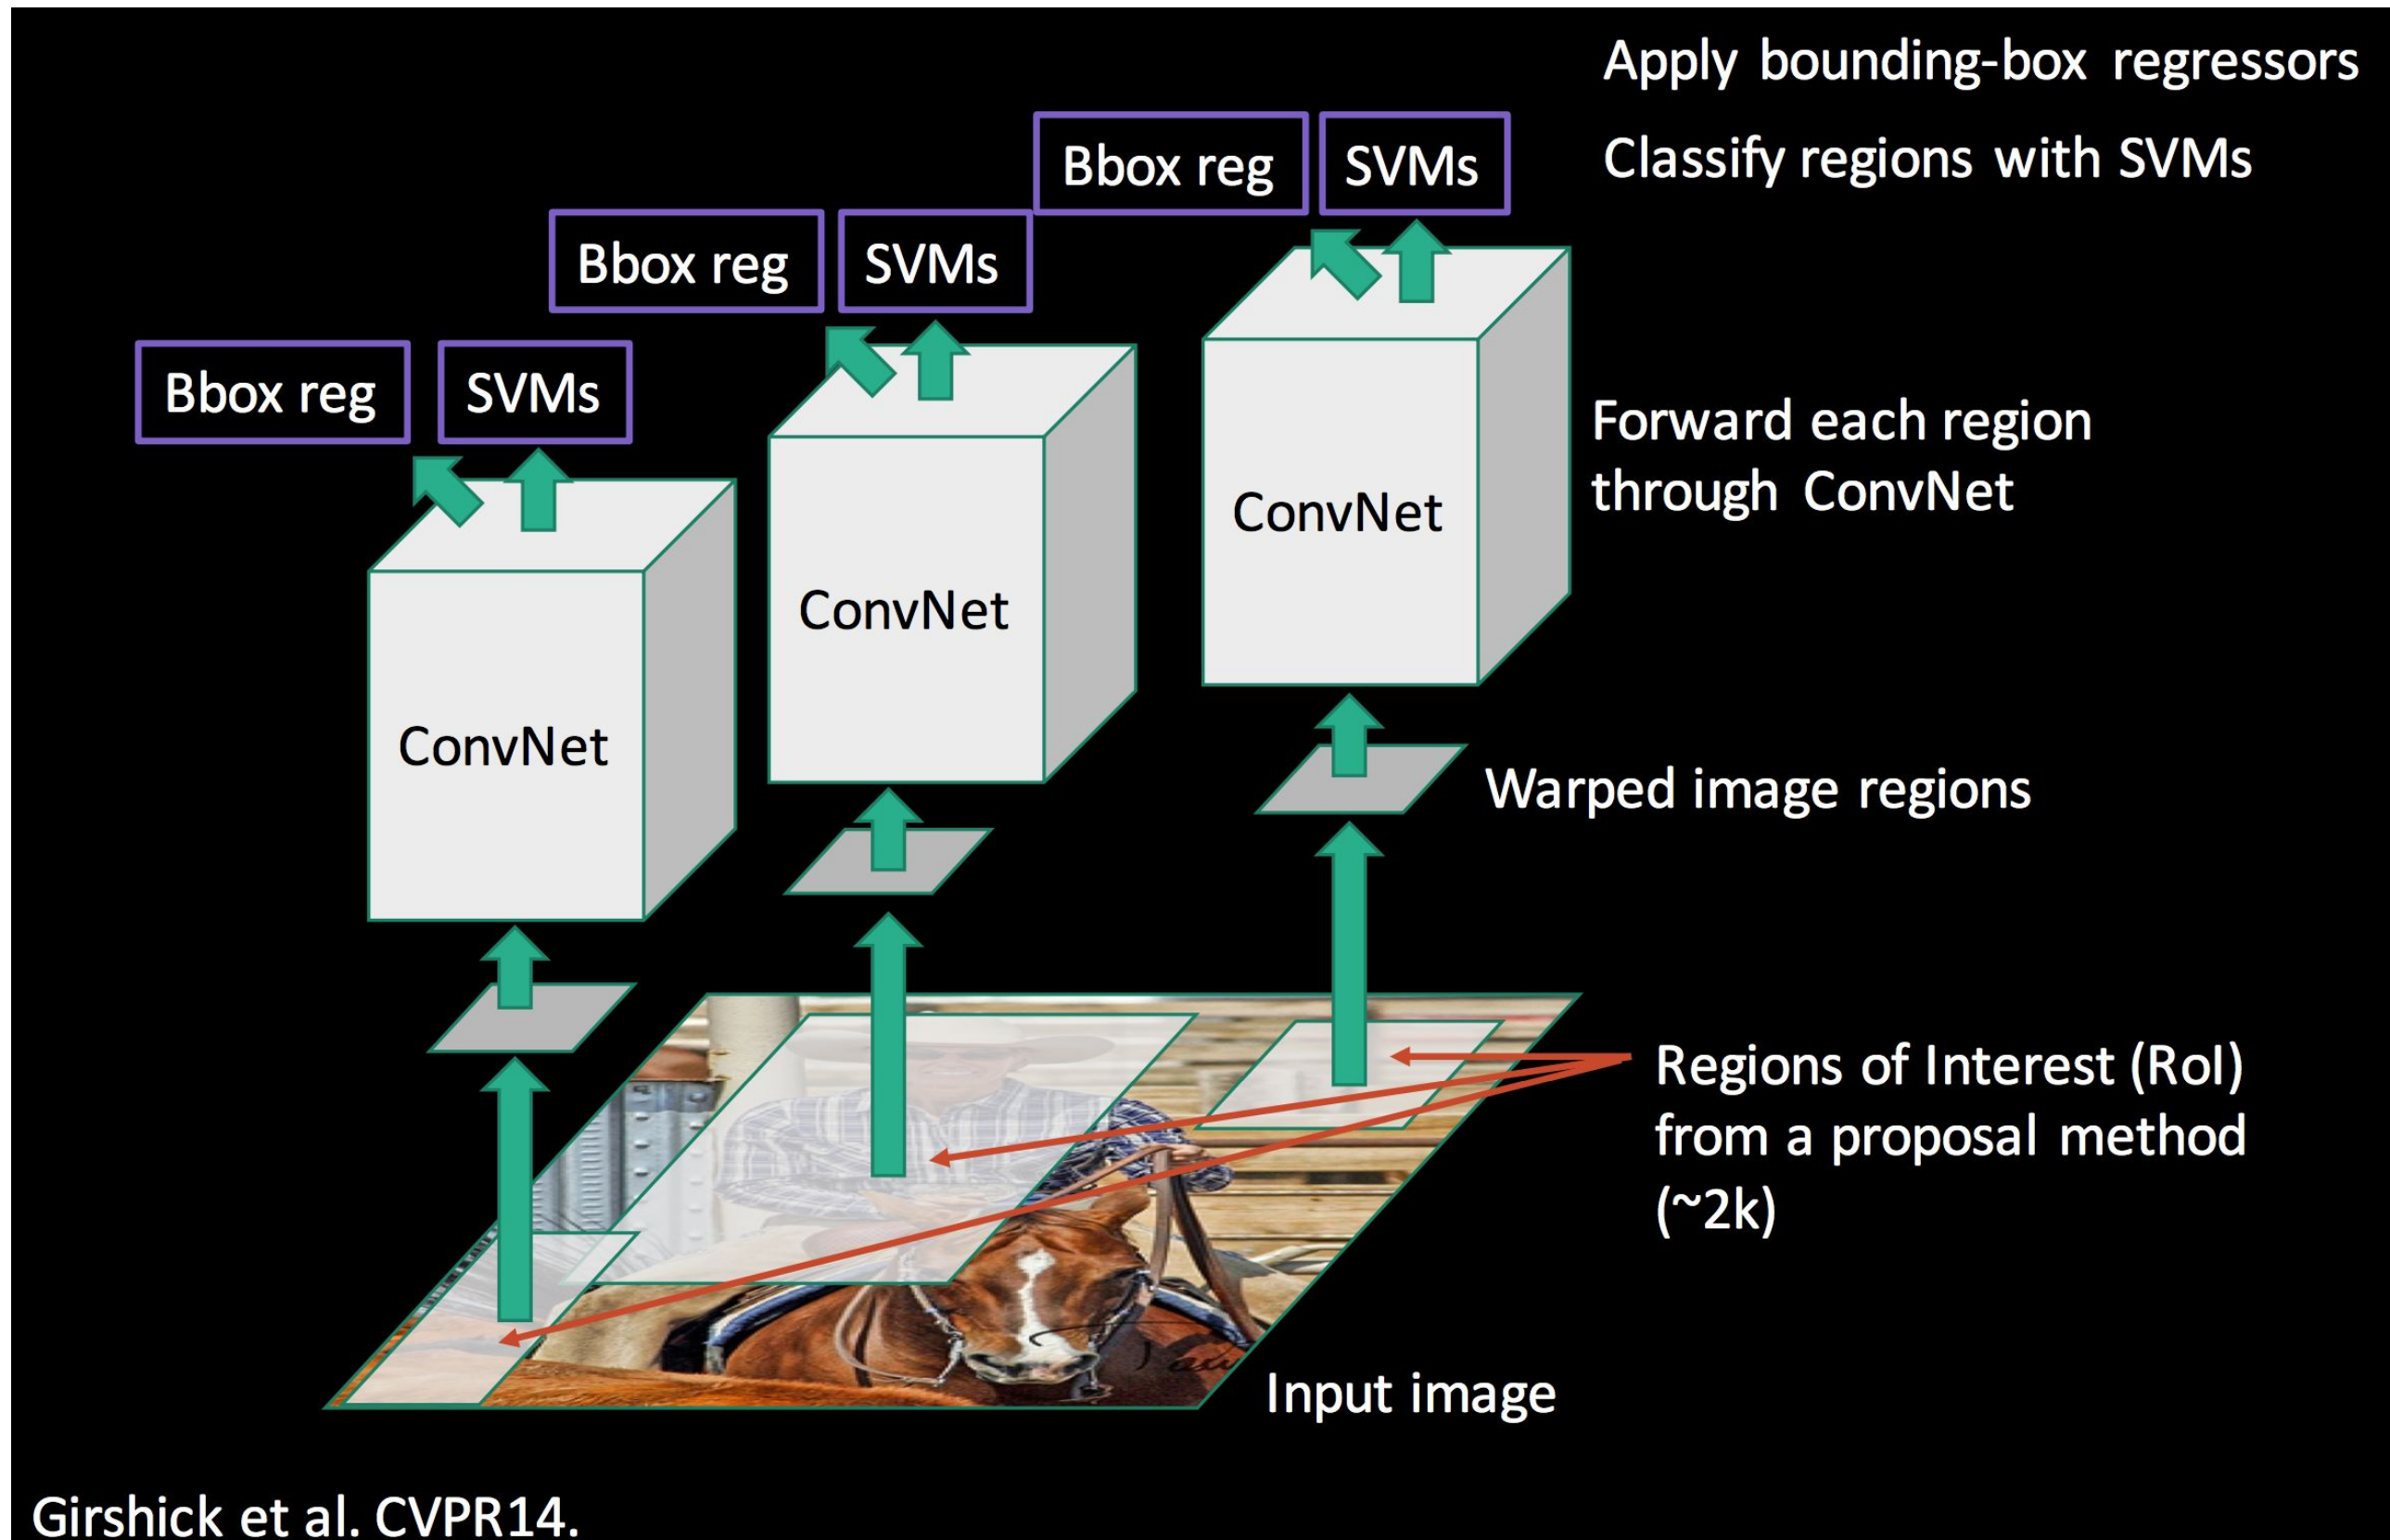 Apply bounding-box regressors
Bbox reg SVMs
Classify regions with SVMs
Bbox reg SVMs
Bbox reg SVMs
Forward each region
through ConvNet
ConvNet
ConvNet
ConvNet
Warped image regions
Regions of Interest (RoI)
from a proposal method
(~2k)
Input image
Girshick et al. CVPR14.